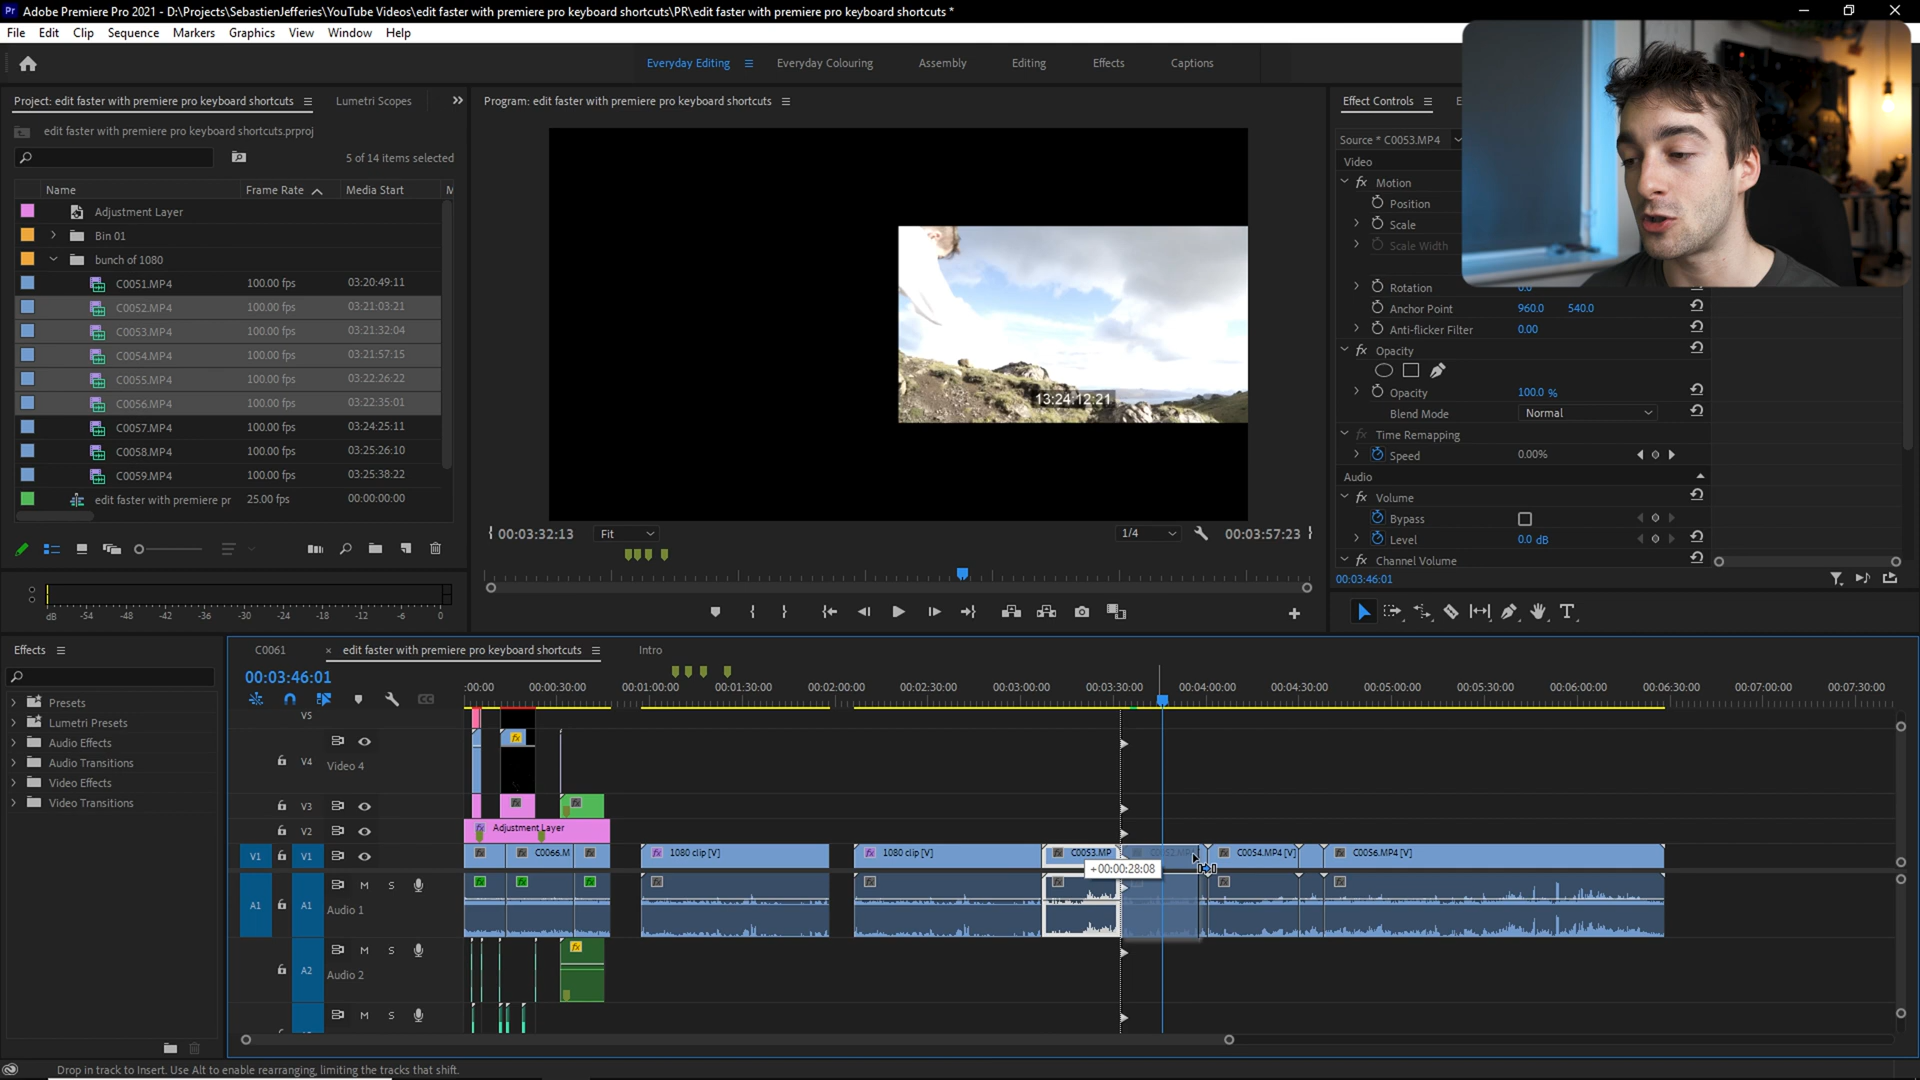 Pr Adobe Premiere Pro 2021 - D:\Projects\SebastienJefferies\YouTube Videos\edit faster with premiere pro keyboard shortcuts\PR\edit faster with premiere pro keyboard shortcuts *
File Edit Clip Sequence Markers Graphics View Window Help
Everyday Editing Everyday Colouring Assembly Editing Effects Captions
Project: edit faster with premiere pro keyboard shortcuts Lumetri Scopes
edit faster with premiere pro keyboard shortcuts.prproj
5 of 14 items selected
Name Frame Rate Media Start M
Adjustment Layer
Bin 01
bunch of 1080
C0051.MP4 100.00 fps 03:20:49:11
C0052.MP4 100.00 fps 03:21:03:21
C0053.MP4 100.00 fps 03:21:32:04
C0054.MP4 100.00 fps 03:21:57:15
C0055.MP4 100.00 fps 03:22:26:22
C0056.MP4 100.00 fps 03:22:35:01
C0057.MP4 100.00 fps 03:24:25:11
C0058.MP4 100.00 fps 03:25:26:10
C0059.MP4 100.00 fps 03:25:38:22
edit faster with premiere pr 25.00 fps 00:00:00:00
dB -54 -48 -42 -36 -30 -24 -18 -12 -6 0
Program: edit faster with premiere pro keyboard shortcuts
13:24:12:21
00:03:32:13 Fit 1/4 00:03:57:23
Effect Controls E
Source * C0053.MP4
Video
fx Motion
Position
Scale
Scale Width
Rotation 0.0
Anchor Point 960.0 540.0
Anti-flicker Filter 0.00
fx Opacity
Opacity 100.0 %
Blend Mode Normal
fx Time Remapping
Speed 0.00%
Audio
fx Volume
Bypass
Level 0.0 dB
fx Channel Volume
00:03:46:01
Effects
Presets
Lumetri Presets
Audio Effects
Audio Transitions
Video Effects
Video Transitions
C0061 × edit faster with premiere pro keyboard shortcuts Intro
00:03:46:01
:00:00 00:00:30:00 00:01:00:00 00:01:30:00 00:02:00:00 00:02:30:00 00:03:00:00 00:03:30:00 00:04:00:00 00:04:30:00 00:05:00:00 00:05:30:00 00:06:00:00 00:06:30:00 00:07:00:00 00:07:30:00
V5
V4 Video 4
V3
V2 Adjustment Layer
V1 V1 C0066.M 1080 clip [V] 1080 clip [V] C0053.MP C0054.MP4 [V] C0056.MP4 [V]
+00:00:28:08
M S
A1 A1 Audio 1
M S
A2 Audio 2
M S
Drop in track to Insert. Use Alt to enable rearranging, limiting the tracks that shift.